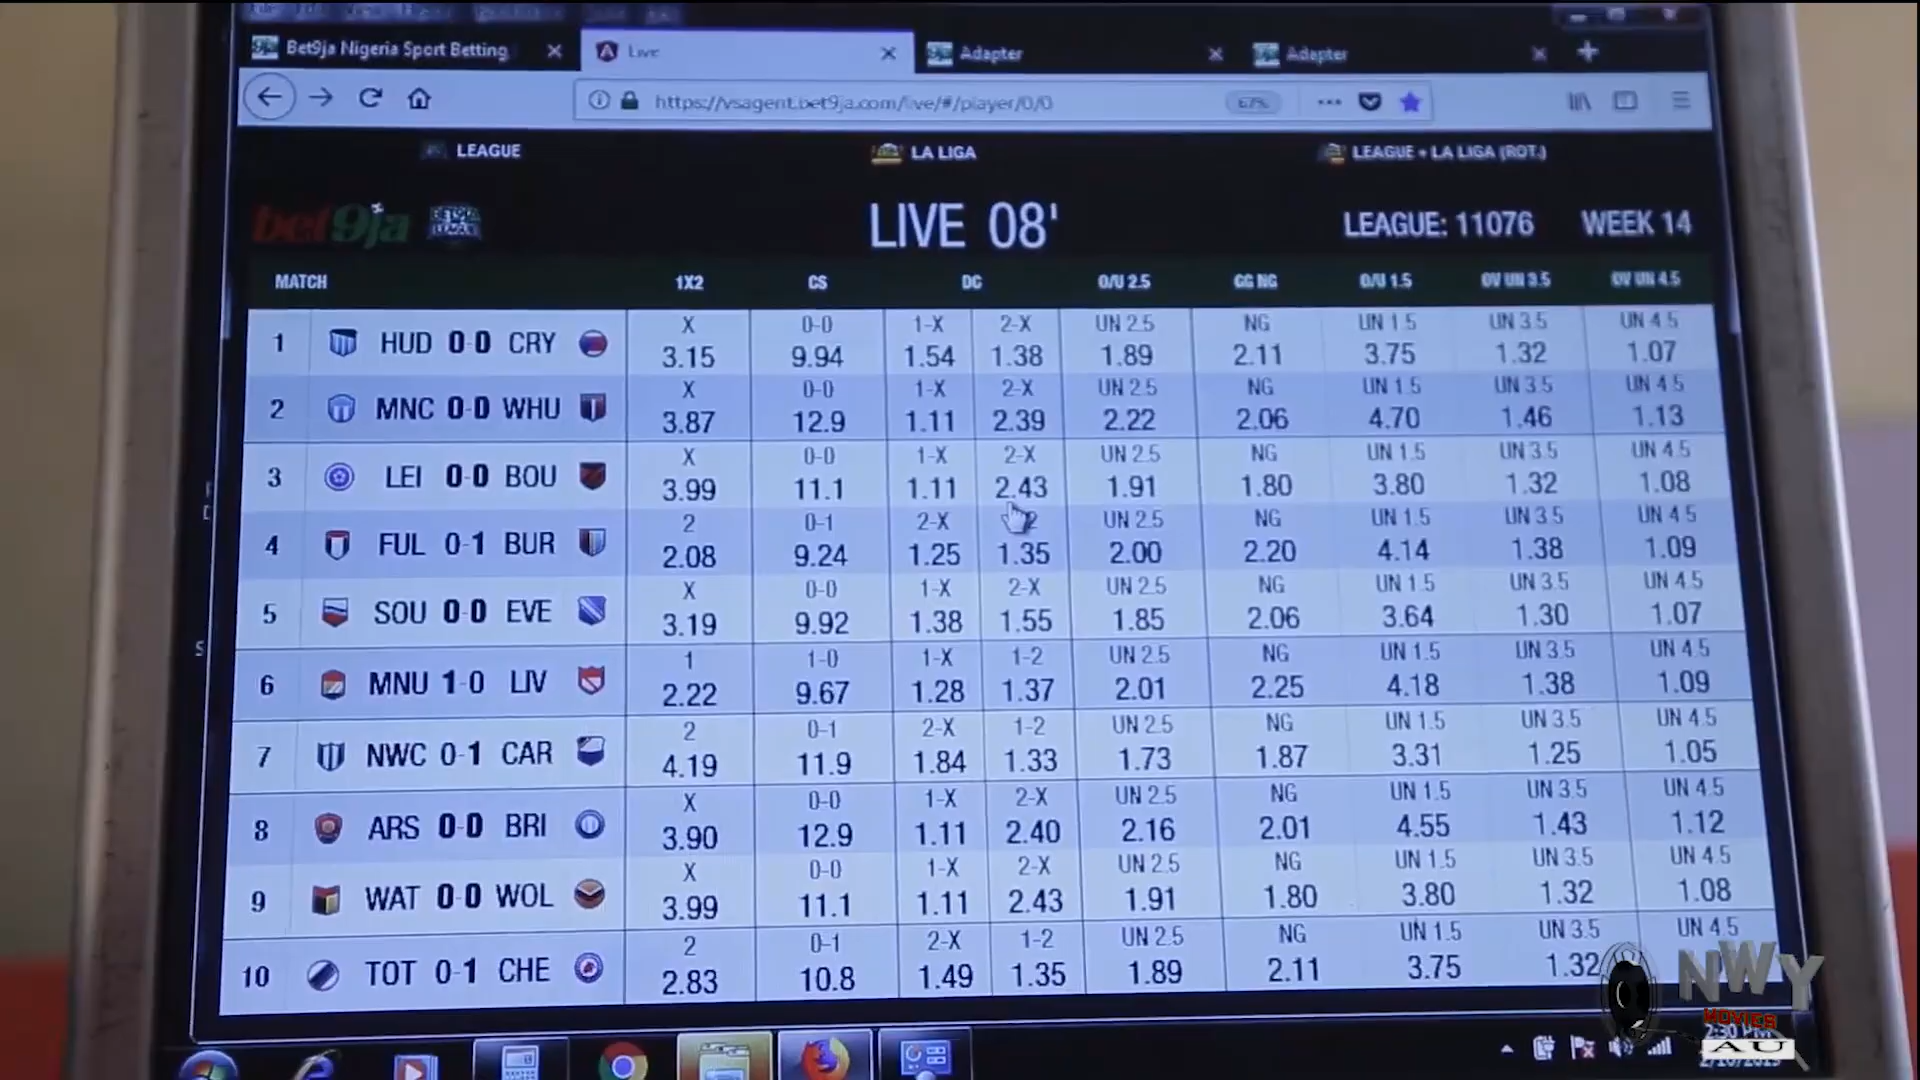 Bet9ja Nigeria Sport Betting Live Adapter Adapter
https://vsagent.bet9ja.com/live/#/player/0/0 67%
LEAGUE LA LIGA LEAGUE + LA LIGA (ROT.)
bet9ja BET9JA LEAGUE LIVE 08' LEAGUE: 11076 WEEK 14
MATCH 1X2 CS DC O/U 2.5 GG NG O/U 1.5 OV UN 3.5 OV UN 4.5
X 0-0 1-X 2-X UN 2.5 NG UN 1.5 UN 3.5 UN 4.5
1 HUD 0-0 CRY 3.15 9.94 1.54 1.38 1.89 2.11 3.75 1.32 1.07
X 0-0 1-X 2-X UN 2.5 NG UN 1.5 UN 3.5 UN 4.5
2 MNC 0-0 WHU 3.87 12.9 1.11 2.39 2.22 2.06 4.70 1.46 1.13
X 0-0 1-X 2-X UN 2.5 NG UN 1.5 UN 3.5 UN 4.5
3 LEI 0-0 BOU 3.99 11.1 1.11 2.43 1.91 1.80 3.80 1.32 1.08
2 0-1 2-X UN 2.5 NG UN 1.5 UN 3.5 UN 4.5
4 FUL 0-1 BUR 2.08 9.24 1.25 1.35 2.00 2.20 4.14 1.38 1.09
X 0-0 1-X 2-X UN 2.5 NG UN 1.5 UN 3.5 UN 4.5
5 SOU 0-0 EVE 3.19 9.92 1.38 1.55 1.85 2.06 3.64 1.30 1.07
1 1-0 1-X 1-2 UN 2.5 NG UN 1.5 UN 3.5 UN 4.5
6 MNU 1-0 LIV 2.22 9.67 1.28 1.37 2.01 2.25 4.18 1.38 1.09
2 0-1 2-X 1-2 UN 2.5 NG UN 1.5 UN 3.5 UN 4.5
7 NWC 0-1 CAR 4.19 11.9 1.84 1.33 1.73 1.87 3.31 1.25 1.05
X 0-0 1-X 2-X UN 2.5 NG UN 1.5 UN 3.5 UN 4.5
8 ARS 0-0 BRI 3.90 12.9 1.11 2.40 2.16 2.01 4.55 1.43 1.12
X 0-0 1-X 2-X UN 2.5 NG UN 1.5 UN 3.5 UN 4.5
9 WAT 0-0 WOL 3.99 11.1 1.11 2.43 1.91 1.80 3.80 1.32 1.08
2 0-1 2-X 1-2 UN 2.5 NG UN 1.5 UN 3.5 UN 4.5
10 TOT 0-1 CHE 2.83 10.8 1.49 1.35 1.89 2.11 3.75 1.32
NWY
MOVIES
AU